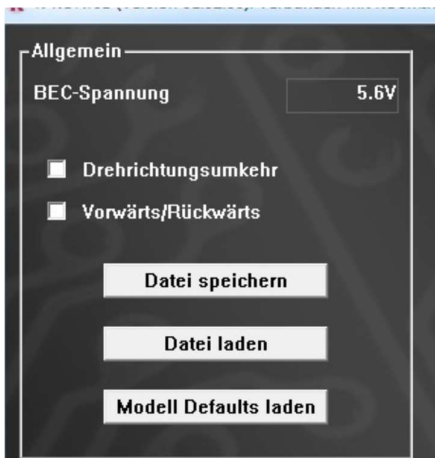 Allgemein
BEC-Spannung 5.6V
Drehrichtungsumkehr
Vorwärts/Rückwärts
Datei speichern
Datei laden
Modell Defaults laden